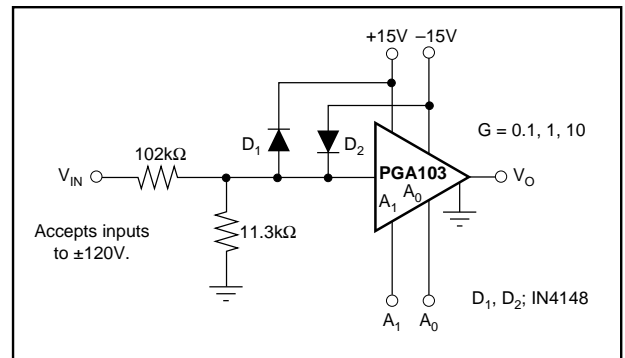 +15V –15V
G = 0.1, 1, 10
D1 D2
102kΩ
VIN
PGA103
VO
A1 A0
11.3kΩ
Accepts inputs
to ±120V.
D1, D2; IN4148
A1 A0